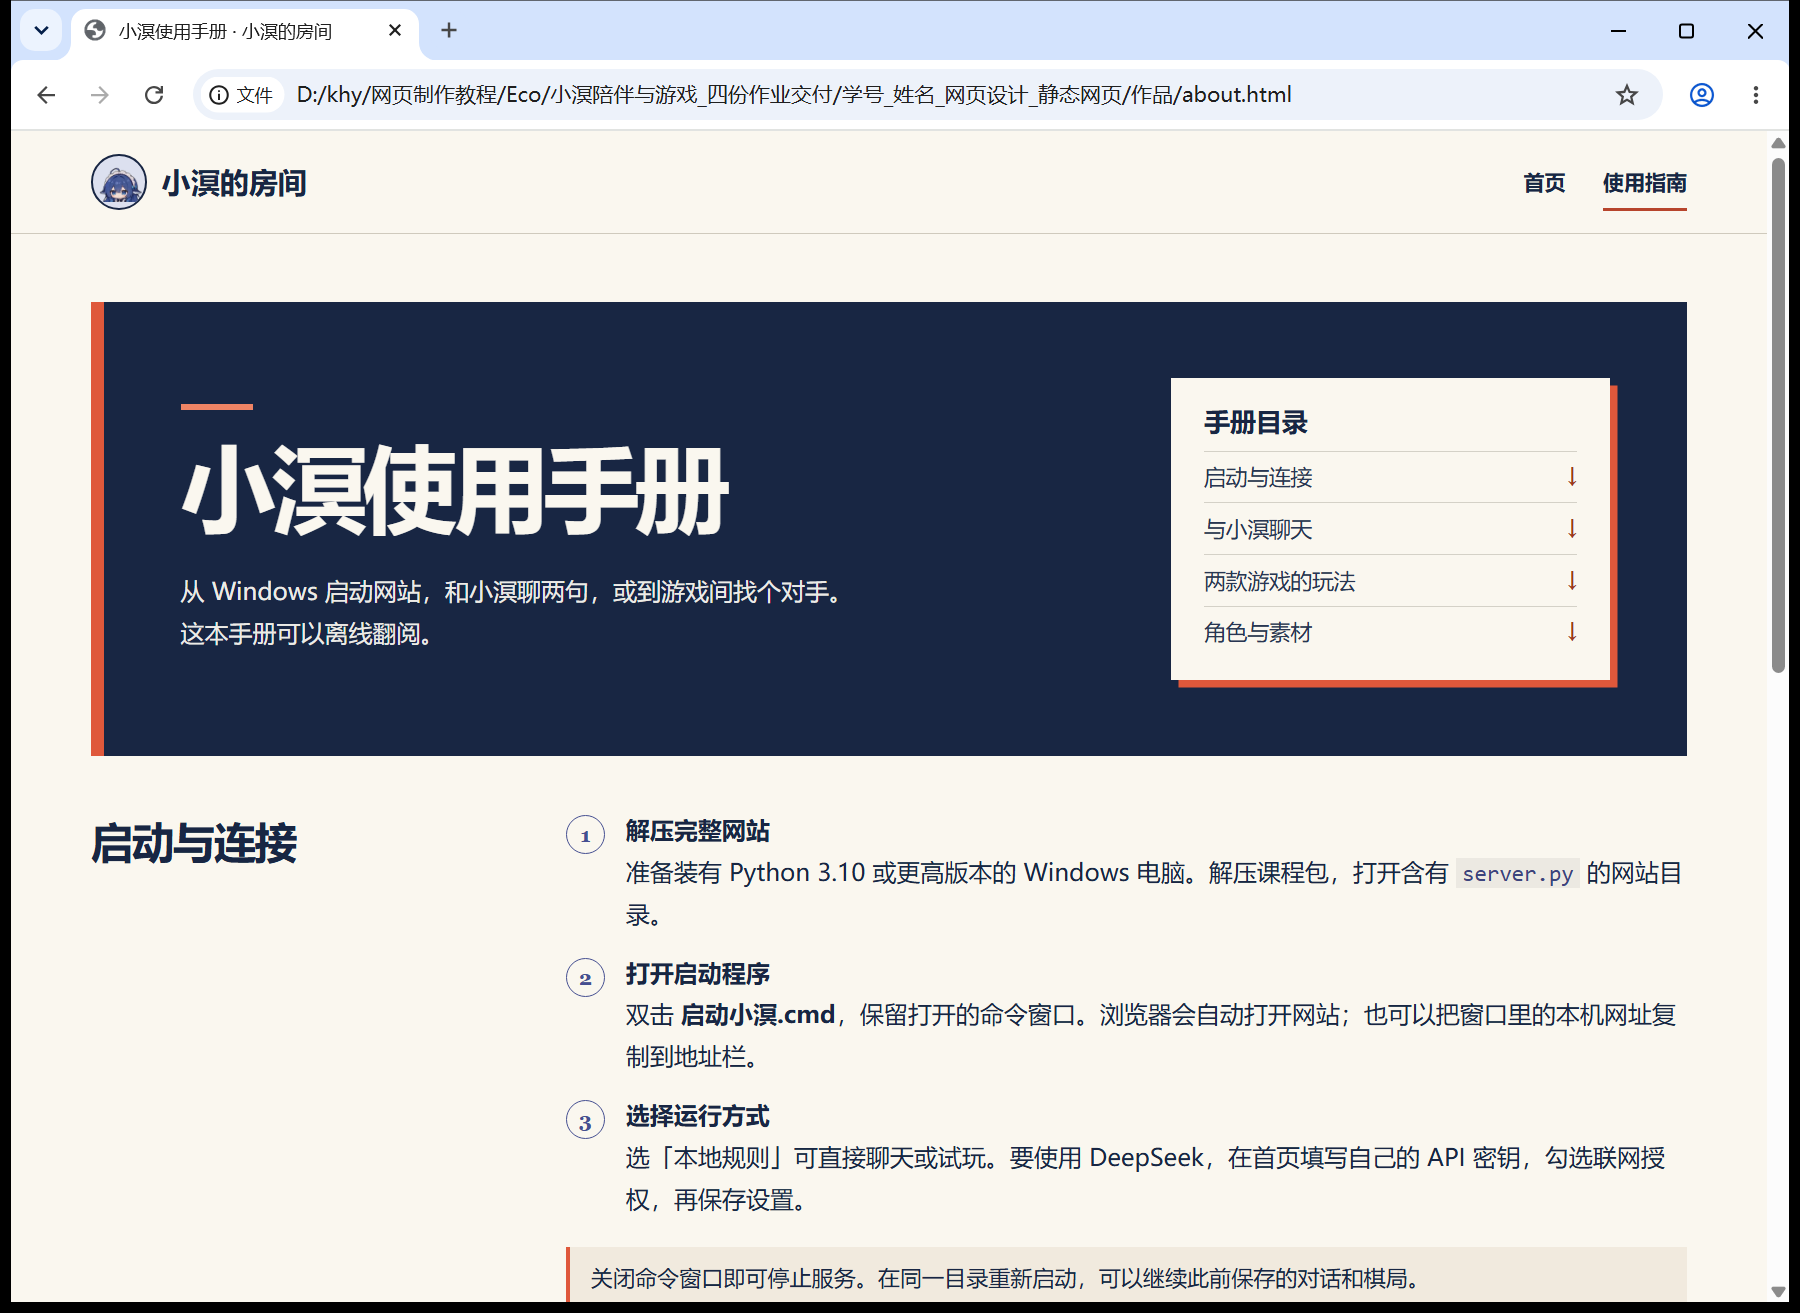 小溟使用手册 · 小溟的房间
文件
D:/khy/网页制作教程/Eco/小溟陪伴与游戏_四份作业交付/学号_姓名_网页设计_静态网页/作品/about.html
小溟的房间
首页
使用指南
小溟使用手册
从 Windows 启动网站，和小溟聊两句，或到游戏间找个对手。
这本手册可以离线翻阅。
手册目录
启动与连接 ↓
与小溟聊天 ↓
两款游戏的玩法 ↓
角色与素材 ↓
启动与连接
1 解压完整网站
准备装有 Python 3.10 或更高版本的 Windows 电脑。解压课程包，打开含有 server.py 的网站目
录。
2 打开启动程序
双击 启动小溟.cmd，保留打开的命令窗口。浏览器会自动打开网站；也可以把窗口里的本机网址复
制到地址栏。
3 选择运行方式
选「本地规则」可直接聊天或试玩。要使用 DeepSeek，在首页填写自己的 API 密钥，勾选联网授
权，再保存设置。
关闭命令窗口即可停止服务。在同一目录重新启动，可以继续此前保存的对话和棋局。